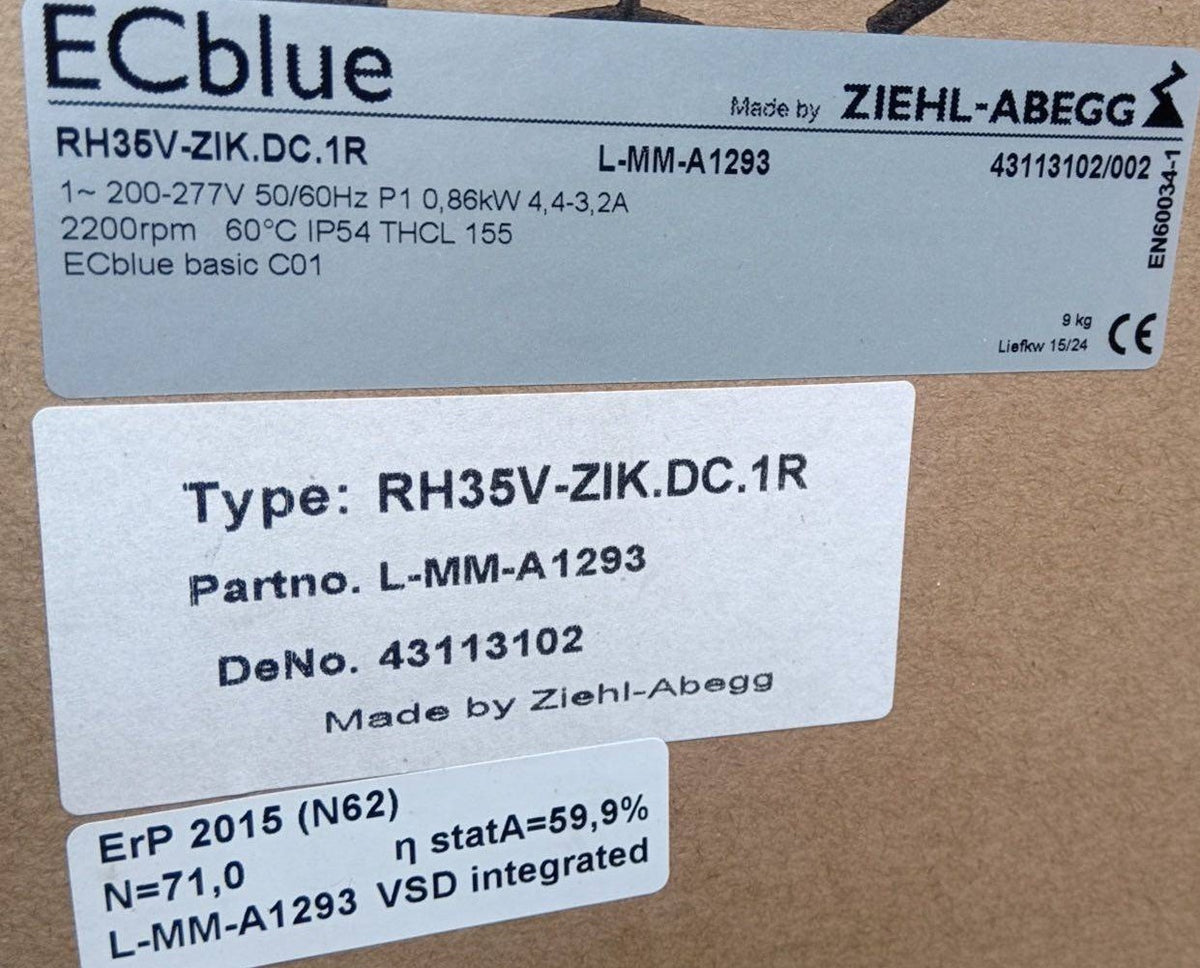 ECblue
Made by ZIEHL-ABEGG
RH35V-ZIK.DC.1R L-MM-A1293 43113102/002
1~ 200-277V 50/60Hz P1 0,86kW 4,4-3,2A
2200rpm 60°C IP54 THCL 155
ECblue basic C01
EN60034-1
9 kg
Liefkw 15/24 CE
Type: RH35V-ZIK.DC.1R
Partno. L-MM-A1293
DeNo. 43113102
Made by Ziehl-Abegg
ErP 2015 (N62)
N=71,0 η statA=59,9%
L-MM-A1293 VSD integrated